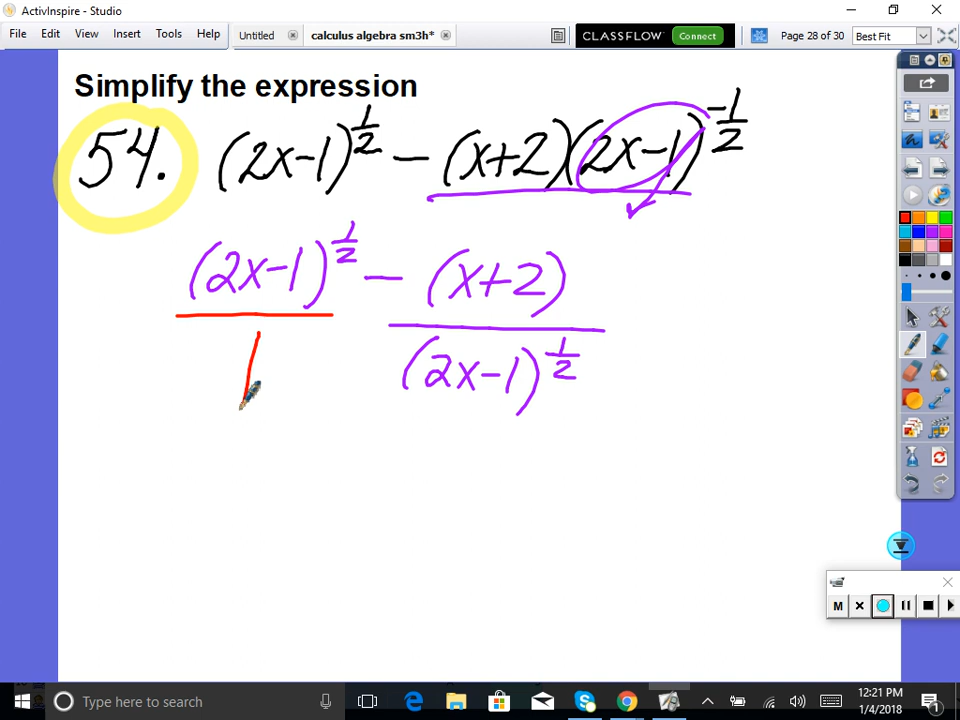 ActivInspire - Studio
File Edit View Insert Tools Help Untitled calculus algebra sm3h* CLASSFLOW Connect Page 28 of 30 Best Fit
Simplify the expression
54. (2x-1)^{1/2} - (x+2)(2x-1)^{-1/2}
(2x-1)^{1/2} - (x+2)
1 (2x-1)^{1/2}
M
Type here to search
12:21 PM
1/4/2018
1